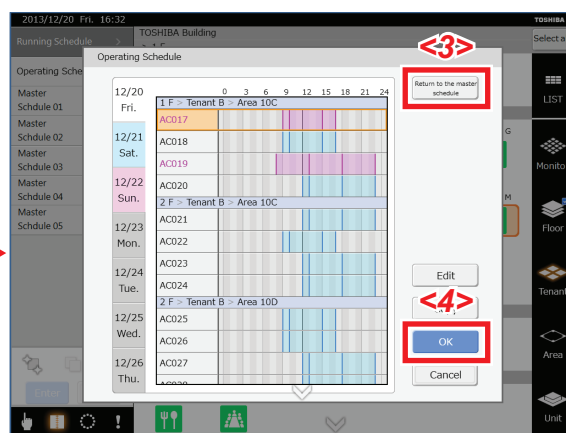 2013/12/20 Fri. 16:32
TOSHIBA
Running Schedule >
TOSHIBA Building
Select a
<3>
Operating Schedule
Operating Sche
Return to the master
schedule
Master
Schdule 01
Master
Schdule 02
Master
Schdule 03
Master
Schdule 04
Master
Schdule 05
12/20
Fri.
12/21
Sat.
12/22
Sun.
12/23
Mon.
12/24
Tue.
12/25
Wed.
12/26
Thu.
0 3 6 9 12 15 18 21 24
1 F > Tenant B > Area 10C
AC017
AC018
AC019
AC020
2 F > Tenant B > Area 10C
AC021
AC022
AC023
AC024
2 F > Tenant B > Area 10D
AC025
AC026
AC027
Edit
<4>
OK
Cancel
Enter
G
M
LIST
Monito
Floor
Tenant
Area
Unit